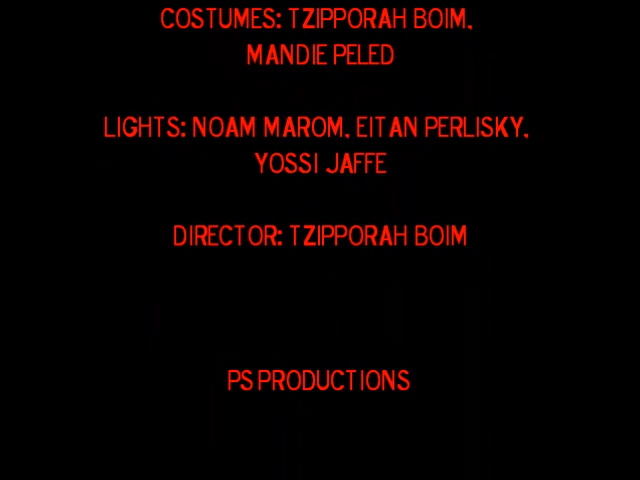 COSTUMES: TZIPPORAH BOIM,
MANDIE PELED
LIGHTS: NOAM MAROM, EITAN PERLISKY,
YOSSI JAFFE
DIRECTOR: TZIPPORAH BOIM
PS PRODUCTIONS